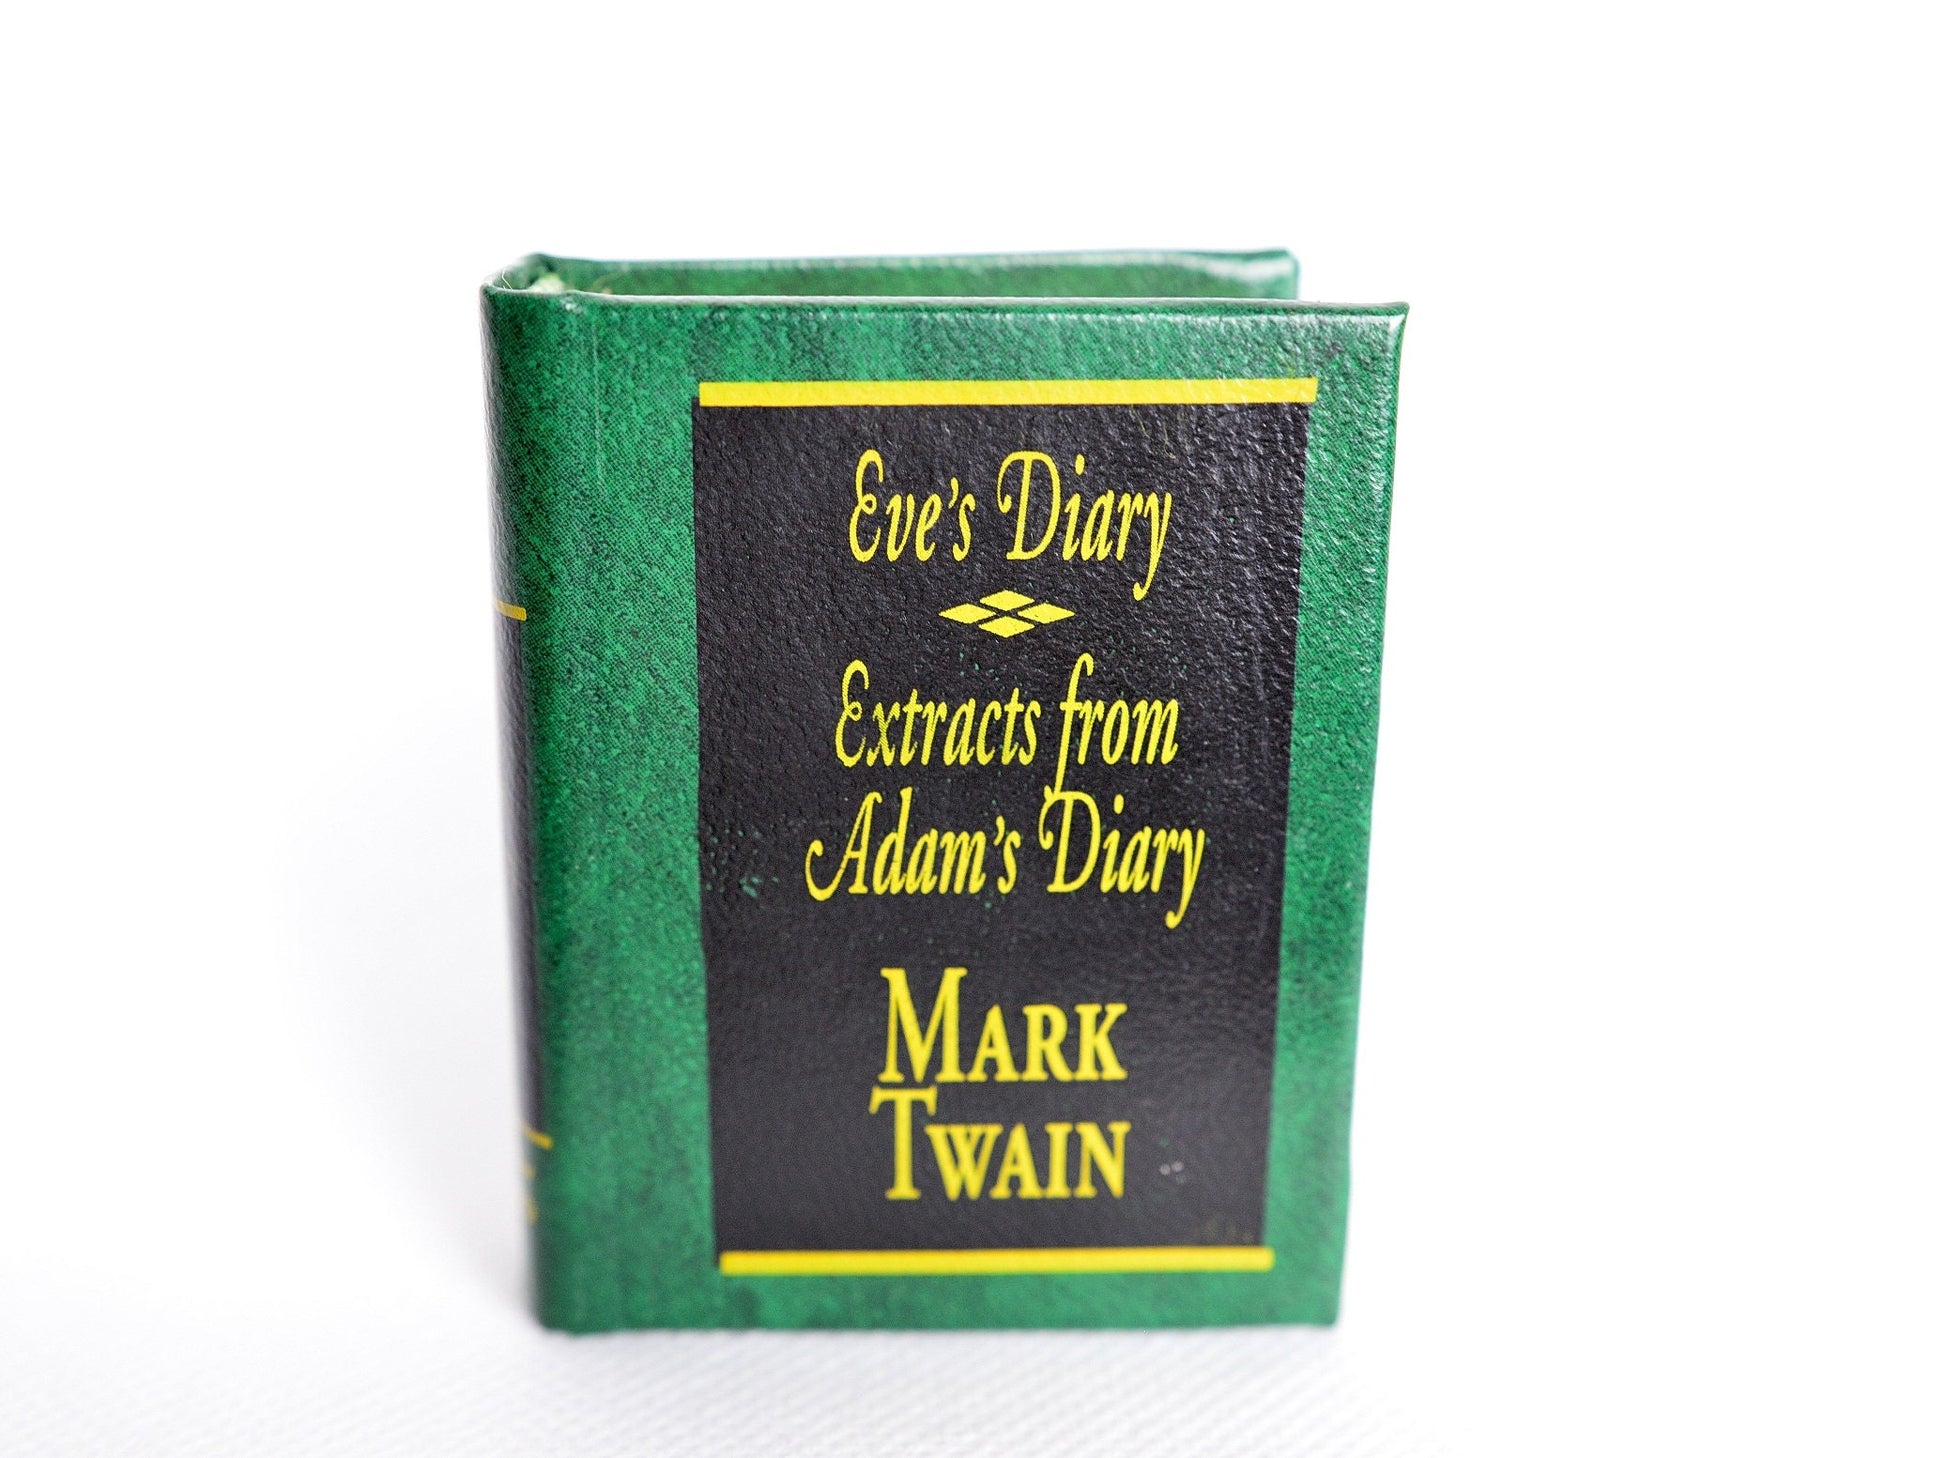 Eve's Diary
Extracts from
Adam's Diary
MARK
TWAIN